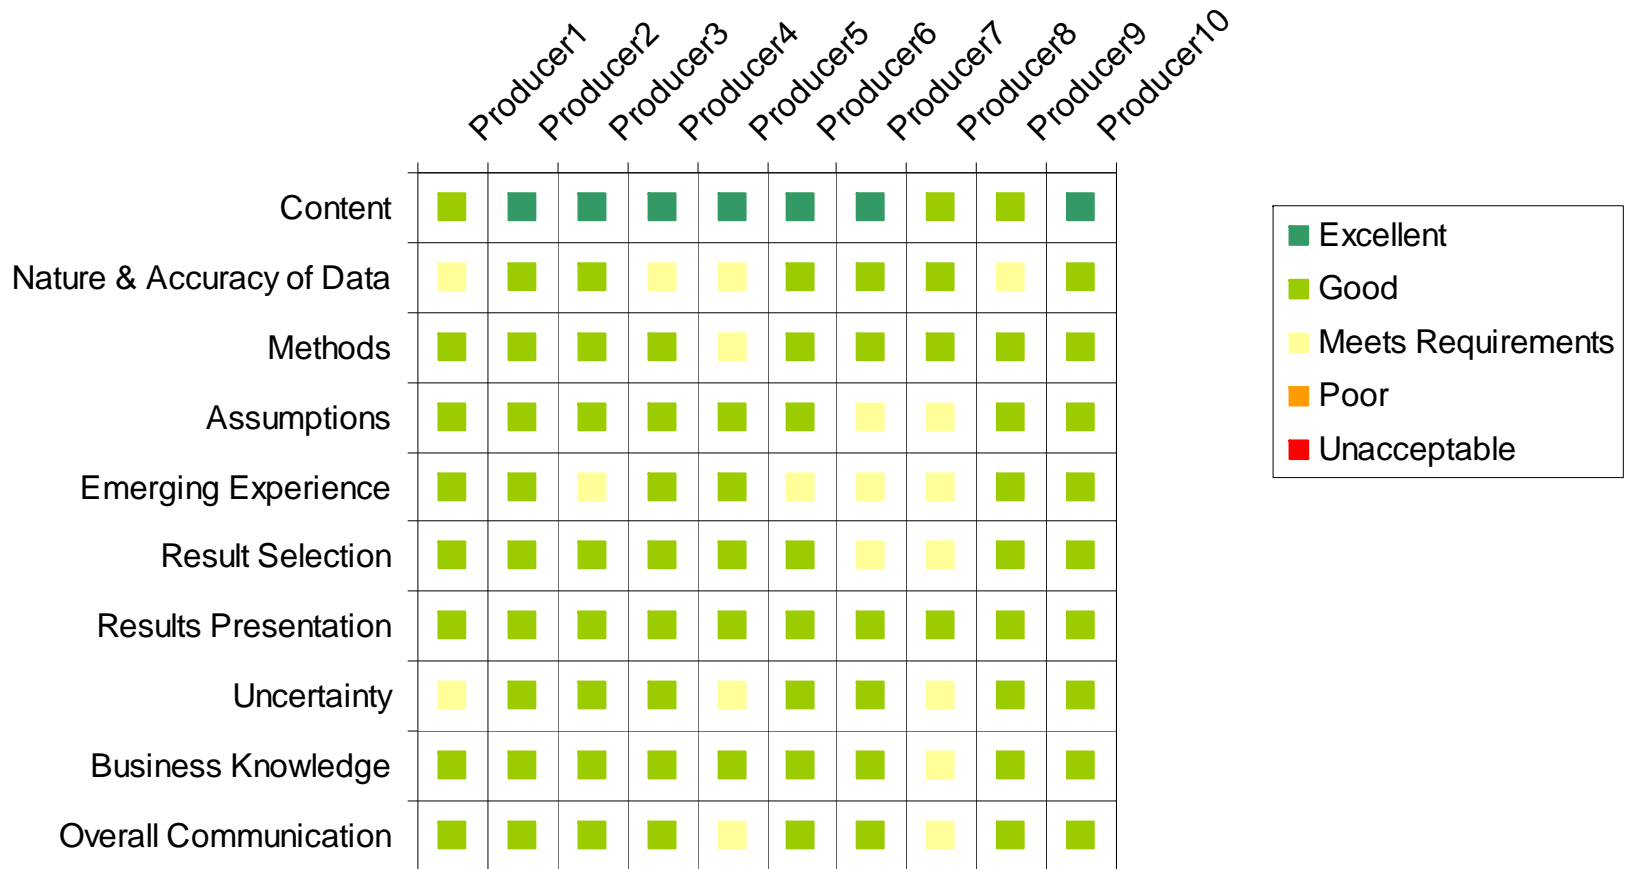 Producer1
Producer2
Producer3
Producer4
Producer5
Producer6
Producer7
Producer8
Producer9
Producer10
Content
Nature & Accuracy of Data
Methods
Assumptions
Emerging Experience
Result Selection
Results Presentation
Uncertainty
Business Knowledge
Overall Communication
Excellent
Good
Meets Requirements
Poor
Unacceptable